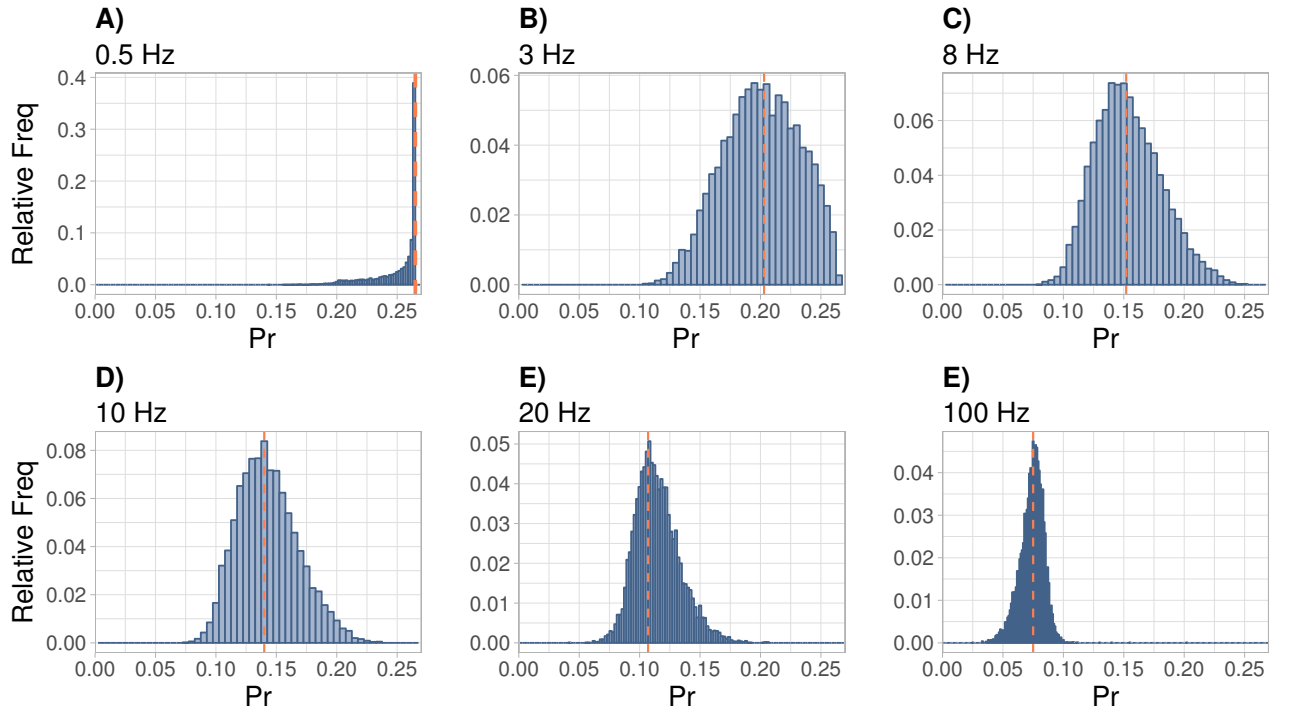 A)
0.5 Hz
Relative Freq
0.4
0.3
0.2
0.1
0.0
0.00 0.05 0.10 0.15 0.20 0.25
Pr
B)
3 Hz
0.06
0.04
0.02
0.00
0.00 0.05 0.10 0.15 0.20 0.25
Pr
C)
8 Hz
0.06
0.04
0.02
0.00
0.00 0.05 0.10 0.15 0.20 0.25
Pr
D)
10 Hz
Relative Freq
0.08
0.06
0.04
0.02
0.00
0.00 0.05 0.10 0.15 0.20 0.25
Pr
E)
20 Hz
0.05
0.04
0.03
0.02
0.01
0.00
0.00 0.05 0.10 0.15 0.20 0.25
Pr
E)
100 Hz
0.04
0.03
0.02
0.01
0.00
0.00 0.05 0.10 0.15 0.20 0.25
Pr